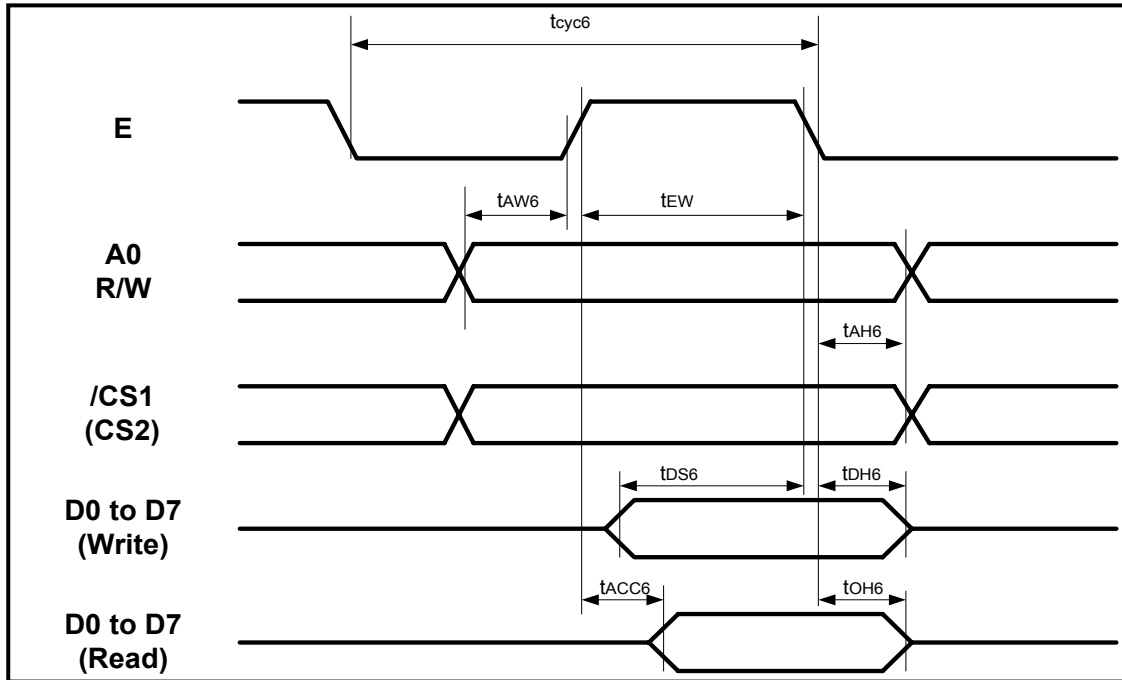 tcyc6
E
tAW6
tEW
A0
R/W
tAH6
/CS1
(CS2)
tDS6
tDH6
D0 to D7
(Write)
tACC6
tOH6
D0 to D7
(Read)